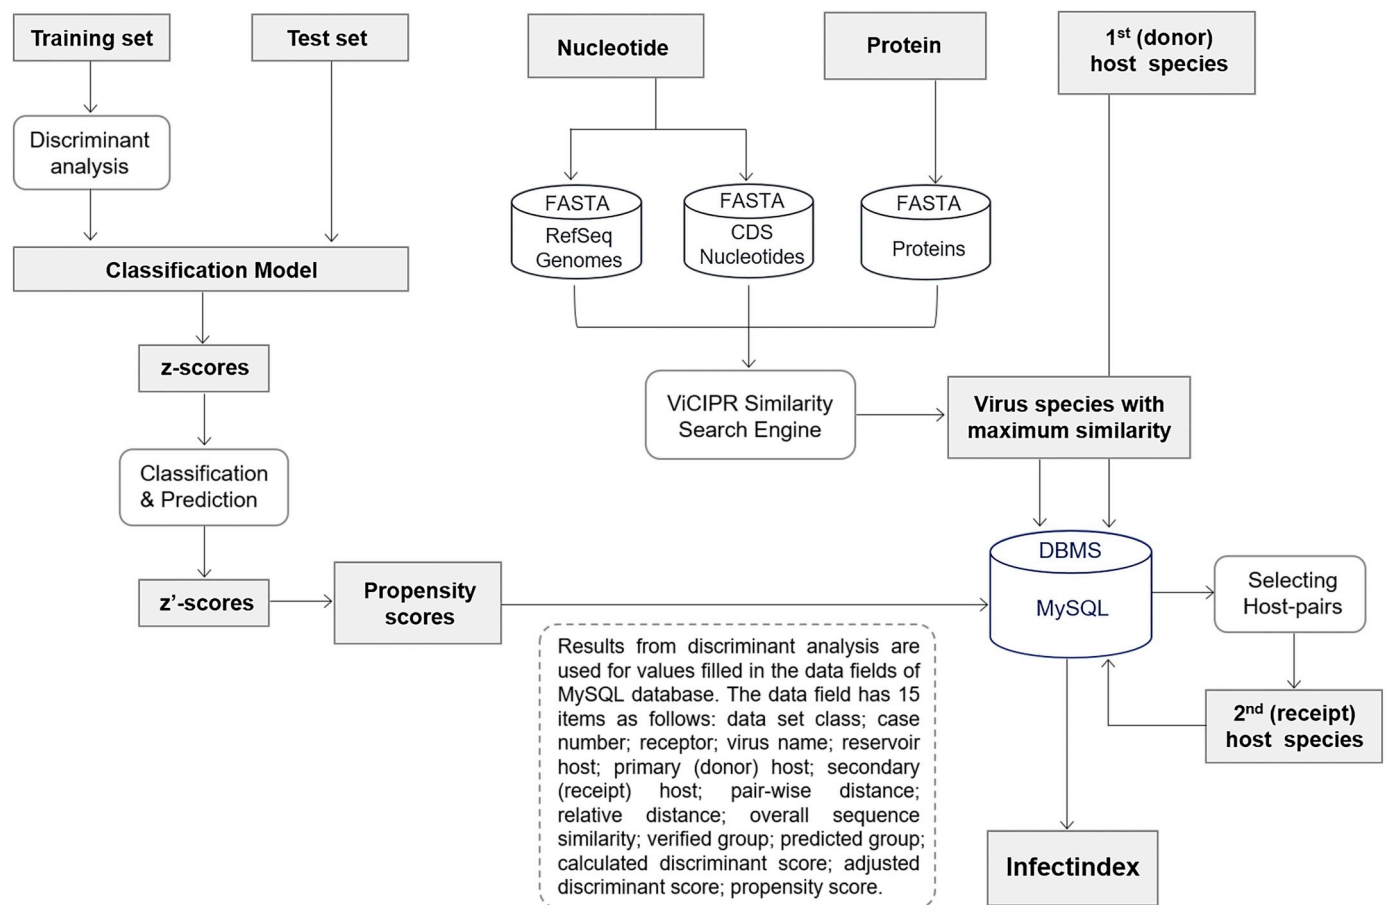 Training set
Test set
Nucleotide
Protein
1st (donor)
host species
Discriminant
analysis
FASTA
RefSeq
Genomes
FASTA
CDS
Nucleotides
FASTA
Proteins
Classification Model
z-scores
ViCIPR Similarity
Search Engine
Virus species with
maximum similarity
Classification
& Prediction
DBMS
MySQL
Selecting
Host-pairs
z’-scores
Propensity
scores
Results from discriminant analysis are
used for values filled in the data fields of
MySQL database. The data field has 15
items as follows: data set class; case
number; receptor; virus name; reservoir
host; primary (donor) host; secondary
(receipt) host; pair-wise distance;
relative distance; overall sequence
similarity; verified group; predicted group;
calculated discriminant score; adjusted
discriminant score; propensity score.
2nd (receipt)
host species
Infectindex